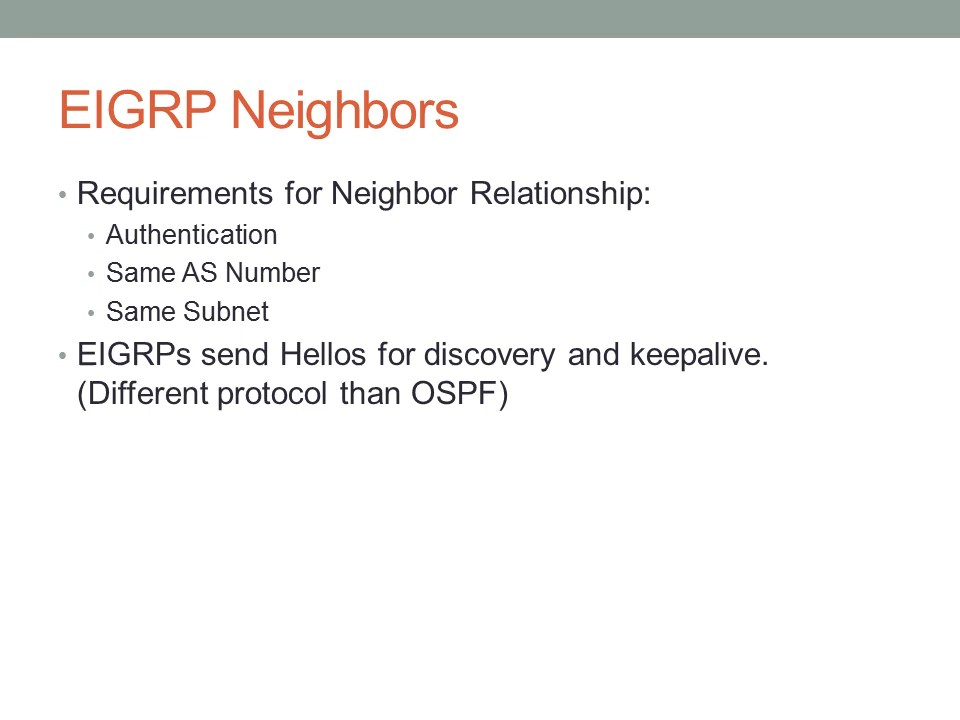 EIGRP Neighbors
• Requirements for Neighbor Relationship:
• Authentication
• Same AS Number
• Same Subnet
• EIGRPs send Hellos for discovery and keepalive.
(Different protocol than OSPF)